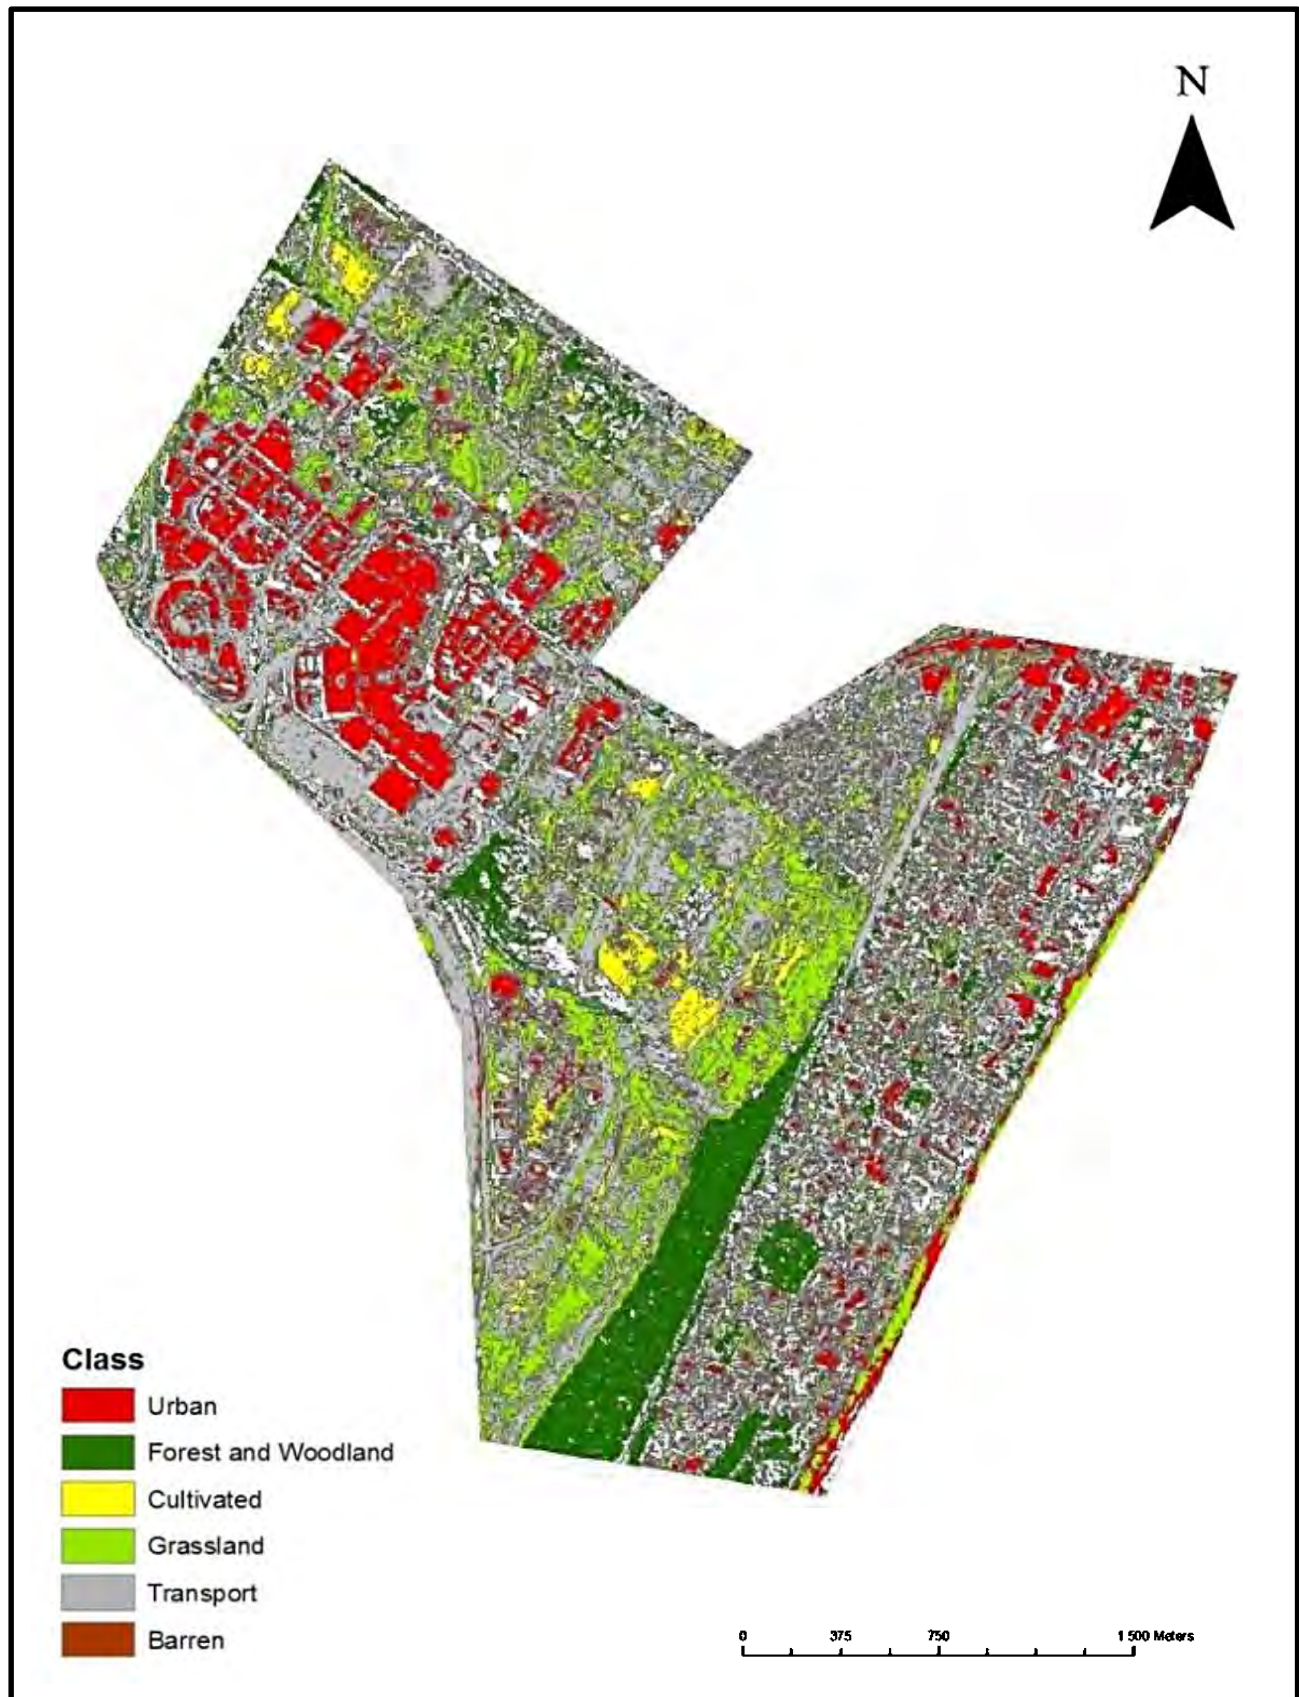 N
Class
Urban
Forest and Woodland
Cultivated
Grassland
Transport
Barren
0 375 750 1 500 Meters